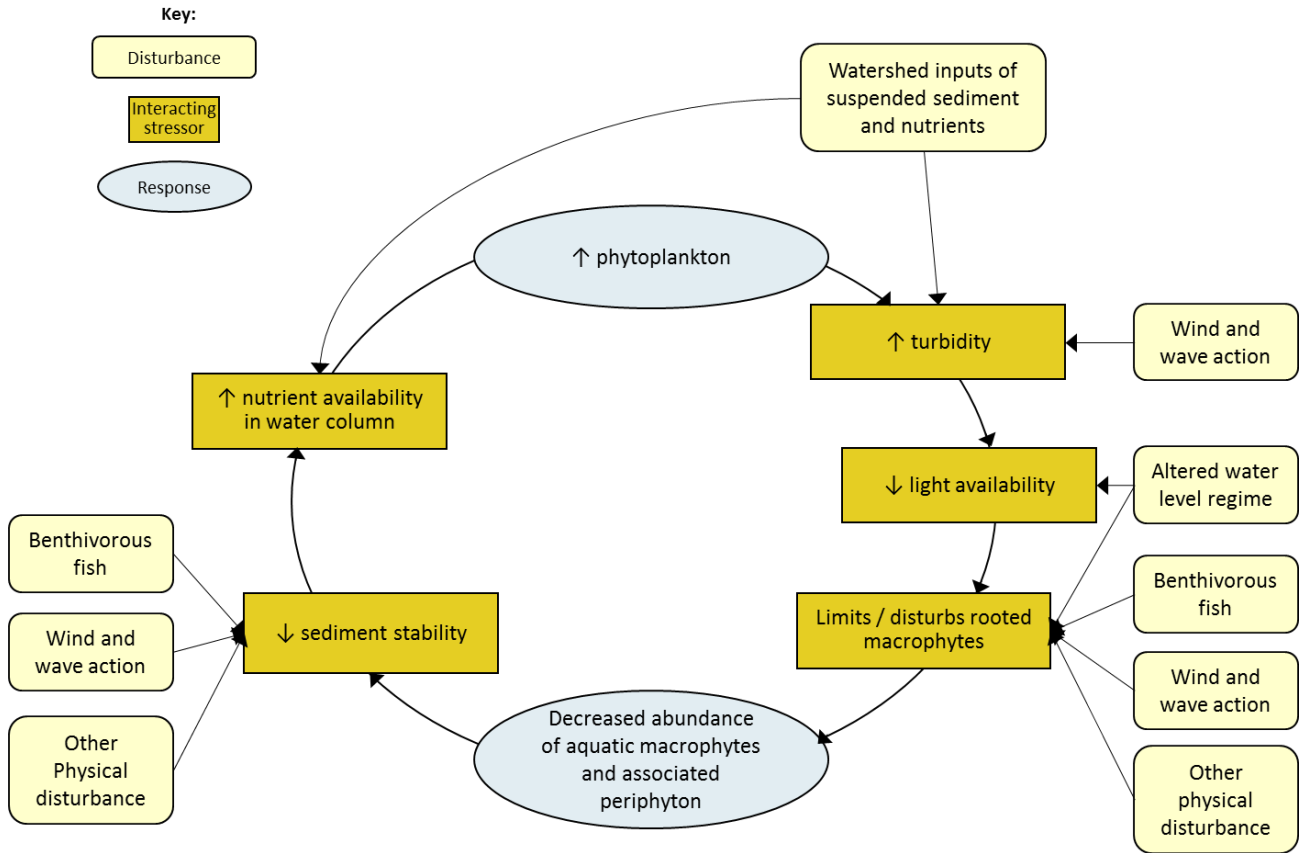 Key:
Disturbance
Interacting
stressor
Response
Watershed inputs of
suspended sediment
and nutrients
↑ phytoplankton
↑ turbidity
Wind and
wave action
↑ nutrient availability
in water column
↓ light availability
Altered water
level regime
Benthivorous
fish
Benthivorous
fish
↓ sediment stability
Limits / disturbs rooted
macrophytes
Wind and
wave action
Wind and
wave action
Decreased abundance
of aquatic macrophytes
and associated
periphyton
Other
Physical
disturbance
Other
physical
disturbance